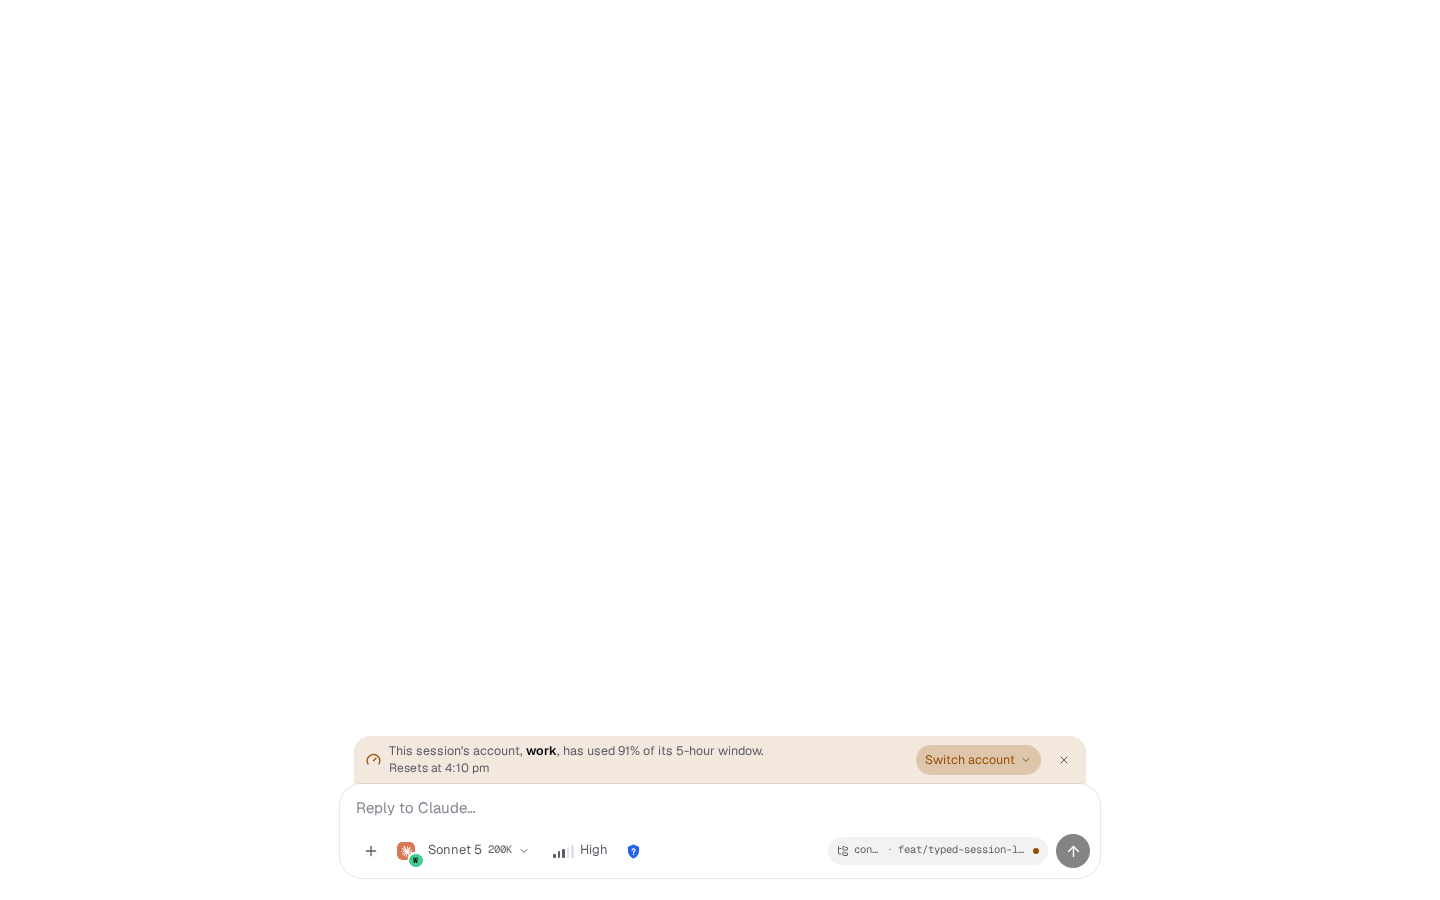 This session's account, work, has used 91% of its 5-hour window.
Resets at 4:10 pm
Switch account
Reply to Claude...
Sonnet 5 200K
High
con… · feat/typed-session-l…
W